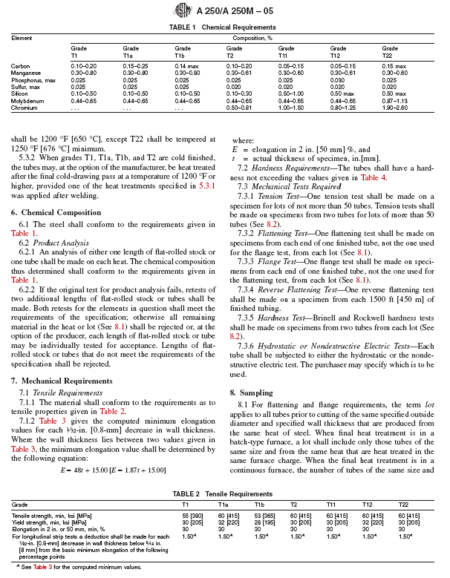 A 250/A 250M – 05
TABLE 1 Chemical Requirements
Element Composition, %
Grade Grade Grade Grade Grade Grade Grade
T1 T1a T1b T2 T11 T12 T22
Carbon 0.10–0.20 0.15–0.25 0.14 max 0.10–0.20 0.05–0.15 0.05–0.15 0.15 max
Manganese 0.30–0.80 0.30–0.80 0.30–0.80 0.30–0.61 0.30–0.60 0.30–0.61 0.30–0.60
Phosphorus, max 0.025 0.025 0.025 0.025 0.025 0.030 0.025
Sulfur, max 0.025 0.025 0.025 0.020 0.020 0.020 0.020
Silicon 0.10–0.50 0.10–0.50 0.10–0.50 0.10–0.30 0.50–1.00 0.50 max 0.50 max
Molybdenum 0.44–0.65 0.44–0.65 0.44–0.65 0.44–0.65 0.44–0.65 0.44–0.65 0.87–1.13
Chromium . . . . . . . . . 0.50–0.81 1.00–1.50 0.80–1.25 1.90–2.60
shall be 1200 °F [650 °C], except T22 shall be tempered at
1250 °F [676 °C] minimum.
5.3.2 When grades T1, T1a, T1b, and T2 are cold finished,
the tubes may, at the option of the manufacturer, be heat treated
after the final cold-drawing pass at a temperature of 1200 °F or
higher, provided one of the heat treatments specified in 5.3.1
was applied after welding.
6. Chemical Composition
6.1 The steel shall conform to the requirements given in
Table 1.
6.2 Product Analysis
6.2.1 An analysis of either one length of flat-rolled stock or
one tube shall be made on each heat. The chemical composition
thus determined shall conform to the requirements given in
Table 1.
6.2.2 If the original test for product analysis fails, retests of
two additional lengths of flat-rolled stock or tubes shall be
made. Both retests for the elements in question shall meet the
requirements of the specification; otherwise all remaining
material in the heat or lot (See 8.1) shall be rejected or, at the
option of the producer, each length of flat-rolled stock or tube
may be individually tested for acceptance. Lengths of flat-
rolled stock or tubes that do not meet the requirements of the
specification shall be rejected.
7. Mechanical Requirements
7.1 Tensile Requirements
7.1.1 The material shall conform to the requirements as to
tensile properties given in Table 2.
7.1.2 Table 3 gives the computed minimum elongation
values for each 1⁄32-in. [0.8-mm] decrease in wall thickness.
Where the wall thickness lies between two values given in
Table 3, the minimum elongation value shall be determined by
the following equation:
E = 48t + 15.00 [E = 1.87t + 15.00]
where:
E = elongation in 2 in. [50 mm] %, and
t = actual thickness of specimen, in.[mm].
7.2 Hardness Requirements—The tubes shall have a hard-
ness not exceeding the values given in Table 4.
7.3 Mechanical Tests Required
7.3.1 Tension Test—One tension test shall be made on a
specimen for lots of not more than 50 tubes. Tension tests shall
be made on specimens from two tubes for lots of more than 50
tubes (See 8.2).
7.3.2 Flattening Test—One flattening test shall be made on
specimens from each end of one finished tube, not the one used
for the flange test, from each lot (See 8.1).
7.3.3 Flange Test—One flange test shall be made on speci-
mens from each end of one finished tube, not the one used for
the flattening test, from each lot (See 8.1).
7.3.4 Reverse Flattening Test—One reverse flattening test
shall be made on a specimen from each 1500 ft [450 m] of
finished tubing.
7.3.5 Hardness Test—Brinell and Rockwell hardness tests
shall be made on specimens from two tubes from each lot (See
8.2).
7.3.6 Hydrostatic or Nondestructive Electric Tests—Each
tube shall be subjected to either the hydrostatic or the nonde-
structive electric test. The purchaser may specify which is to be
used.
8. Sampling
8.1 For flattening and flange requirements, the term lot
applies to all tubes prior to cutting of the same specified outside
diameter and specified wall thickness that are produced from
the same heat of steel. When final heat treatment is in a
batch-type furnace, a lot shall include only those tubes of the
same size and from the same heat that are heat treated in the
same furnace charge. When the final heat treatment is in a
continuous furnace, the number of tubes of the same size and
TABLE 2 Tensile Requirements
Grade T1 T1a T1b T2 T11 T12 T22
Tensile strength, min, ksi [MPa] 55 [380] 60 [415] 53 [365] 60 [415] 60 [415] 60 [415] 60 [415]
Yield strength, min, ksi [MPa] 30 [205] 32 [220] 28 [195] 30 [205] 30 [205] 32 [220] 30 [205]
Elongation in 2 in. or 50 mm, min, % 30 30 30 30 30 30 30
For longitudinal strip tests a deduction shall be made for each 1.50A 1.50A 1.50A 1.50A 1.50A 1.50A 1.50A
1⁄32-in. [0.8-mm] decrease in wall thickness below 5⁄16 in.
[8 mm] from the basic minimum elongation of the following
percentage points
A See Table 3 for the computed minimum values.